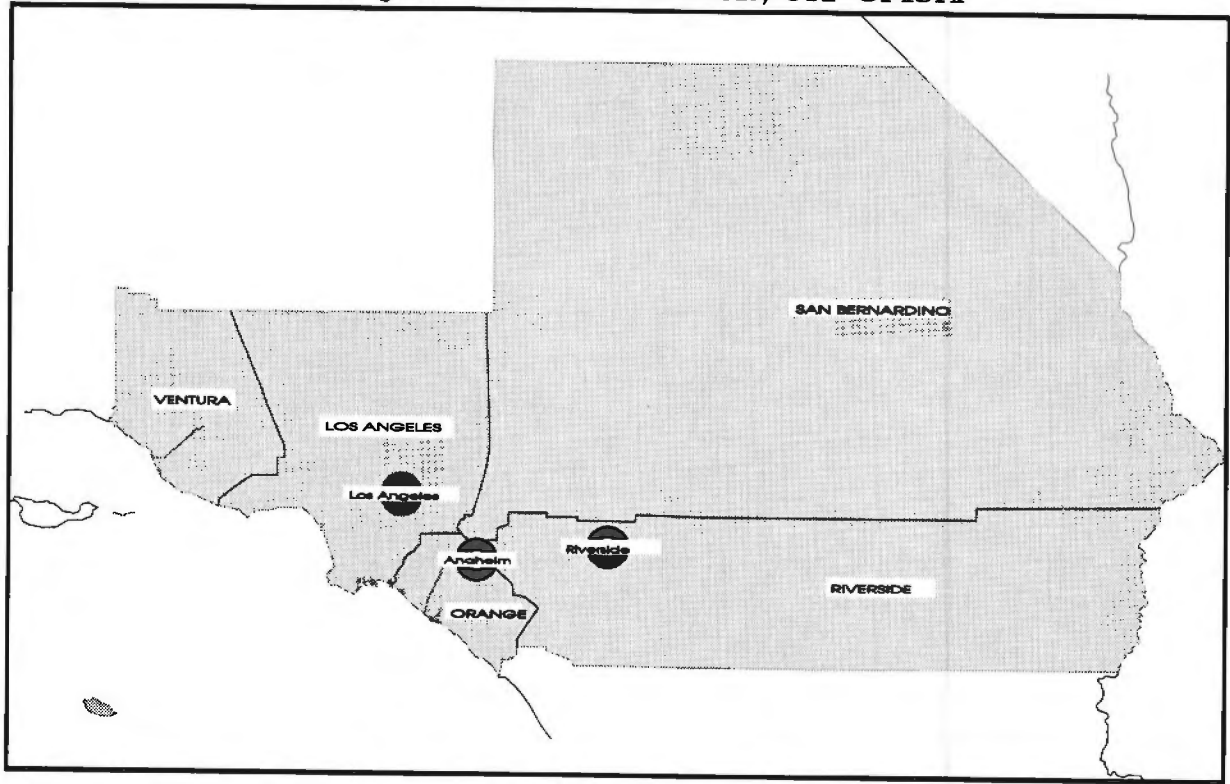 SAN BERNARDINO
VENTURA
LOS ANGELES
Los Angeles
Anaheim
Riverside
RIVERSIDE
ORANGE